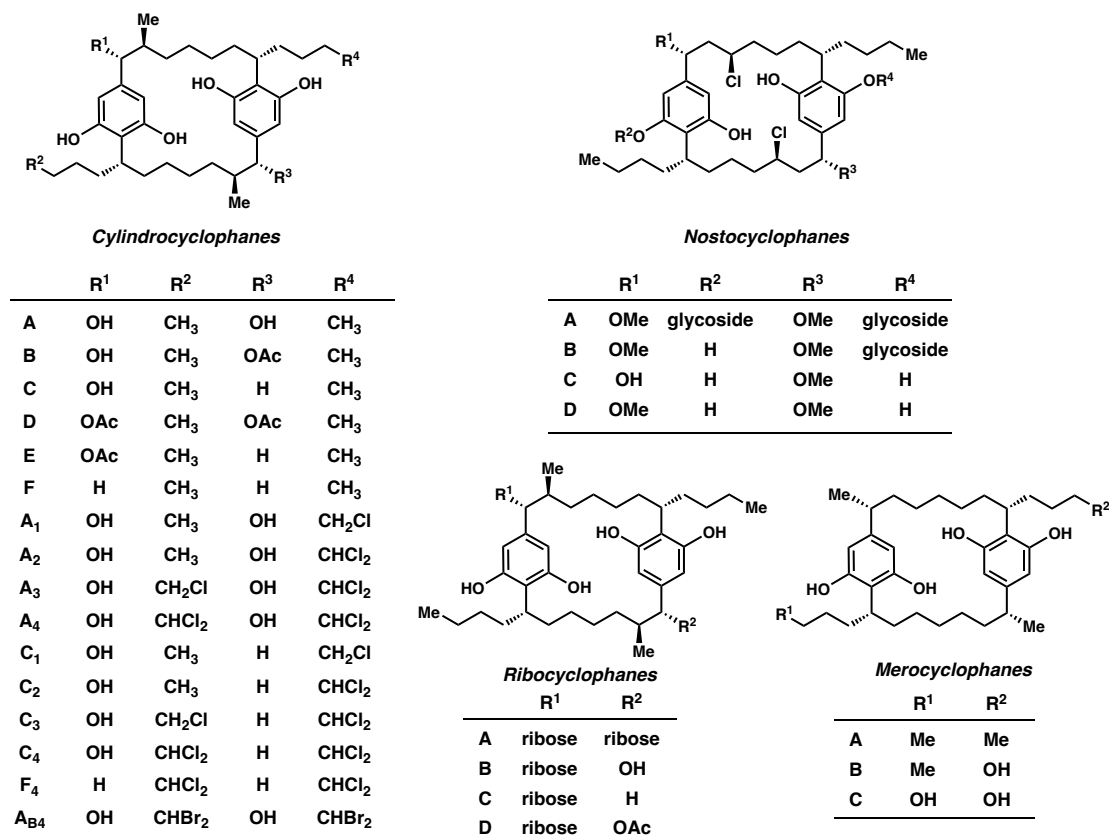 Me
R¹
R⁴
HO OH
HO OH
R²
R³
Me
Cylindrocyclophanes
R¹ R² R³ R⁴
A OH CH₃ OH CH₃
B OH CH₃ OAc CH₃
C OH CH₃ H CH₃
D OAc CH₃ OAc CH₃
E OAc CH₃ H CH₃
F H CH₃ H CH₃
A₁ OH CH₃ OH CH₂Cl
A₂ OH CH₃ OH CHCl₂
A₃ OH CH₂Cl OH CHCl₂
A₄ OH CHCl₂ OH CHCl₂
C₁ OH CH₃ H CH₂Cl
C₂ OH CH₃ H CHCl₂
C₃ OH CH₂Cl H CHCl₂
C₄ OH CHCl₂ H CHCl₂
F₄ H CHCl₂ H CHCl₂
A_B4 OH CHBr₂ OH CHBr₂
R¹
Me
Cl
HO OR⁴
R²O OH
Cl
Me
R³
Nostocyclophanes
R¹ R² R³ R⁴
A OMe glycoside OMe glycoside
B OMe H OMe glycoside
C OH H OMe H
D OMe H OMe H
Me
R¹
Me
HO OH
HO OH
Me
R²
Me
Ribocyclophanes
R¹ R²
A ribose ribose
B ribose OH
C ribose H
D ribose OAc
Me
R²
HO OH
HO OH
R¹
Me
Merocyclophanes
R¹ R²
A Me Me
B Me OH
C OH OH